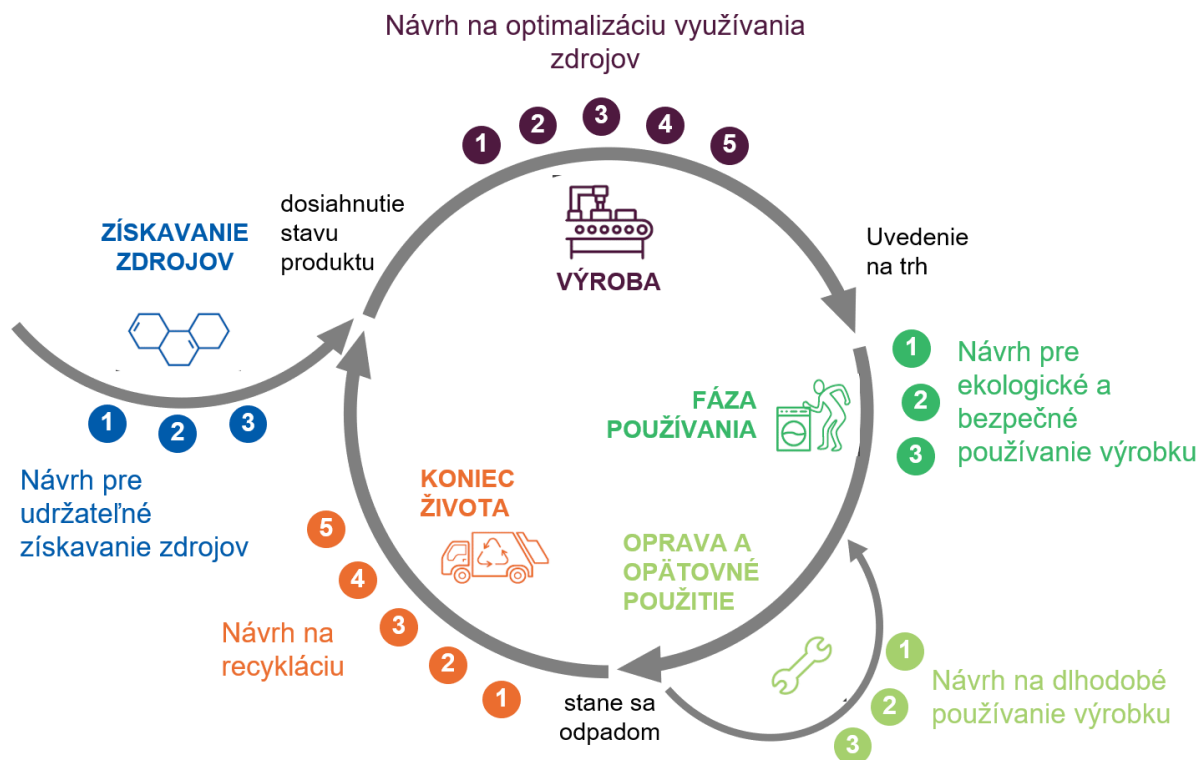 Návrh na optimalizáciu využívania
zdrojov
1
2
3
4
5
dosiahnutie
stavu
produktu
ZÍSKAVANIE
ZDROJOV
VÝROBA
Uvedenie
na trh
1
2
3
Návrh pre
udržateľné
získavanie zdrojov
1
2
3
Návrh pre
ekologické a
bezpečné
používanie výrobku
FÁZA
POUŽÍVANIA
KONIEC
ŽIVOTA
OPRAVA A
OPÄTOVNÉ
POUŽITIE
5
4
3
2
1
Návrh na
recykláciu
stane sa
odpadom
1
2
3
Návrh na dlhodobé
používanie výrobku